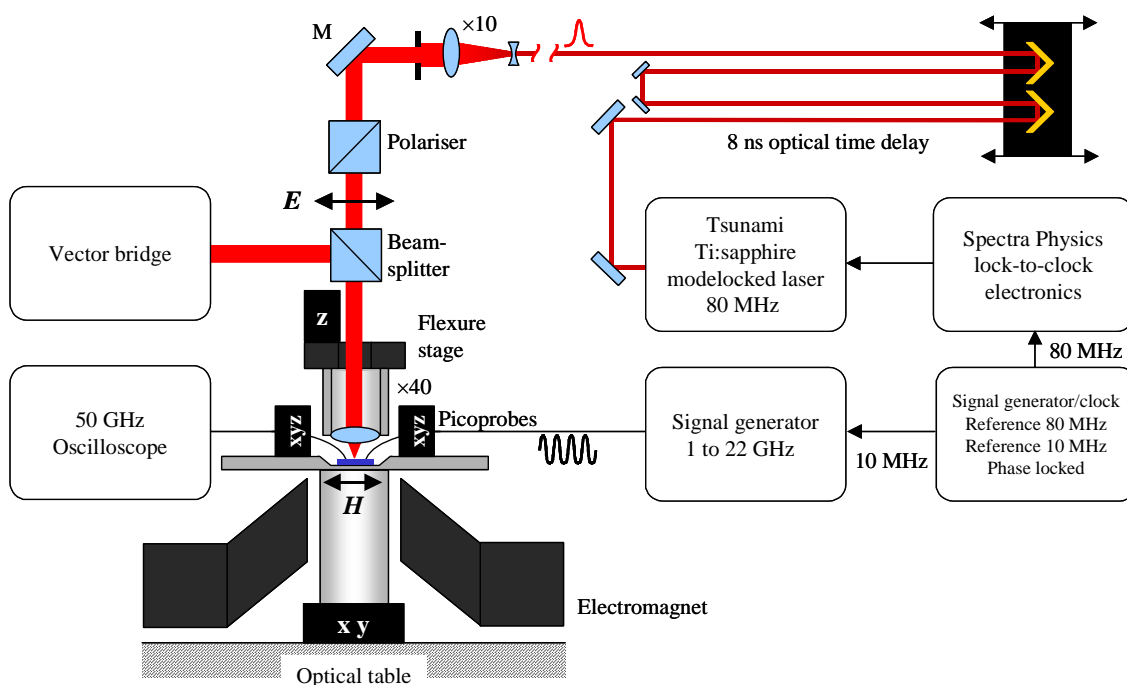 M
×10
8 ns optical time delay
Polariser
E
Vector bridge
Beam-
splitter
Tsunami
Ti:sapphire
modelocked laser
80 MHz
Spectra Physics
lock-to-clock
electronics
z
Flexure
stage
80 MHz
×40
50 GHz
Oscilloscope
xyz
xyz
Picoprobes
Signal generator
1 to 22 GHz
10 MHz
Signal generator/clock
Reference 80 MHz
Reference 10 MHz
Phase locked
H
Electromagnet
x y
Optical table